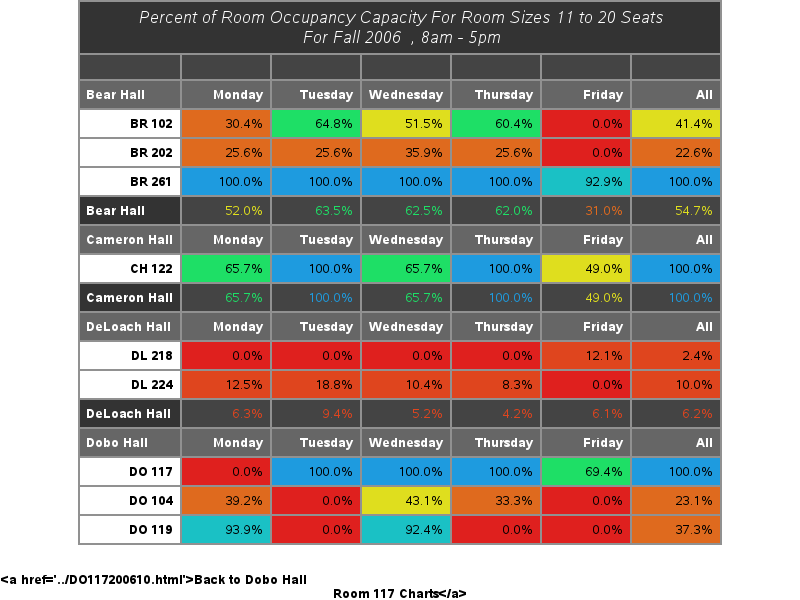 Percent of Room Occupancy Capacity For Room Sizes 11 to 20 Seats
For Fall 2006 , 8am - 5pm
Bear Hall Monday Tuesday Wednesday Thursday Friday All
BR 102 30.4% 64.8% 51.5% 60.4% 0.0% 41.4%
BR 202 25.6% 25.6% 35.9% 25.6% 0.0% 22.6%
BR 261 100.0% 100.0% 100.0% 100.0% 92.9% 100.0%
Bear Hall 52.0% 63.5% 62.5% 62.0% 31.0% 54.7%
Cameron Hall Monday Tuesday Wednesday Thursday Friday All
CH 122 65.7% 100.0% 65.7% 100.0% 49.0% 100.0%
Cameron Hall 65.7% 100.0% 65.7% 100.0% 49.0% 100.0%
DeLoach Hall Monday Tuesday Wednesday Thursday Friday All
DL 218 0.0% 0.0% 0.0% 0.0% 12.1% 2.4%
DL 224 12.5% 18.8% 10.4% 8.3% 0.0% 10.0%
DeLoach Hall 6.3% 9.4% 5.2% 4.2% 6.1% 6.2%
Dobo Hall Monday Tuesday Wednesday Thursday Friday All
DO 117 0.0% 100.0% 100.0% 100.0% 69.4% 100.0%
DO 104 39.2% 0.0% 43.1% 33.3% 0.0% 23.1%
DO 119 93.9% 0.0% 92.4% 0.0% 0.0% 37.3%
<a href='../DO117200610.html'>Back to Dobo Hall
Room 117 Charts</a>